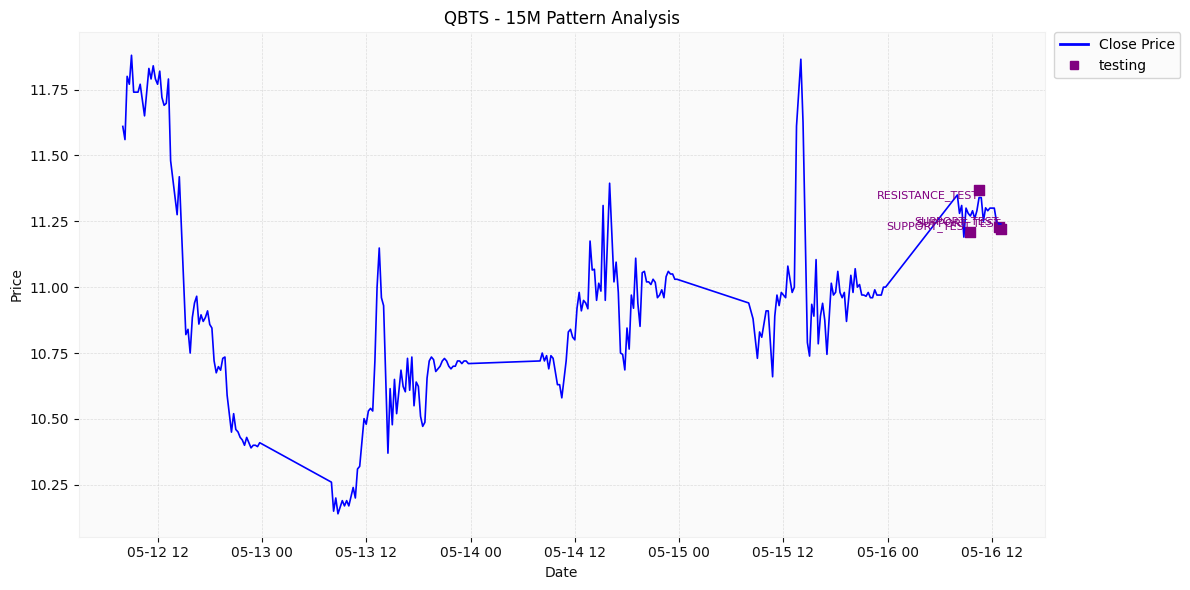 QBTS - 15M Pattern Analysis
Close Price
testing
Price
11.75
11.50
11.25
11.00
10.75
10.50
10.25
RESISTANCE_TEST
SUPPORT_TEST
SUPPORT_TEST
SUPPORT_TEST
05-12 12
05-13 00
05-13 12
05-14 00
05-14 12
05-15 00
05-15 12
05-16 00
05-16 12
Date